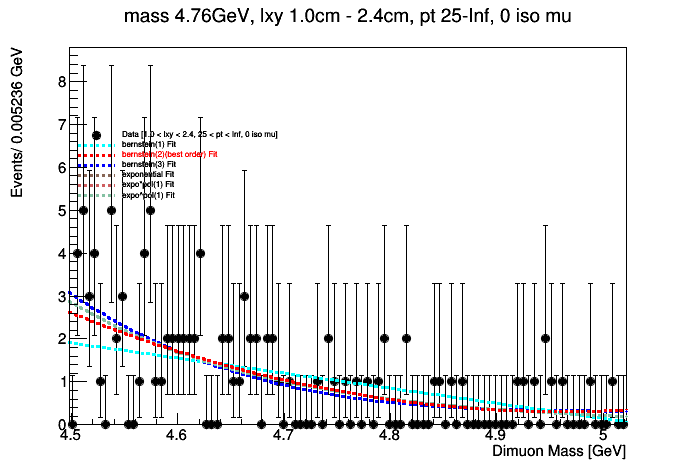 mass 4.76GeV, lxy 1.0cm - 2.4cm, pt 25-Inf, 0 iso mu
Events/ 0.005236 GeV
8
7
6
5
4
3
2
1
0
Data [1.0 < lxy < 2.4, 25 < pt < Inf, 0 iso mu]
bernstein(1) Fit
bernstein(2)(best order) Fit
bernstein(3) Fit
exponential Fit
expo*pol(1) Fit
expo*pol(1) Fit
4.5 4.6 4.7 4.8 4.9 5
Dimuon Mass [GeV]